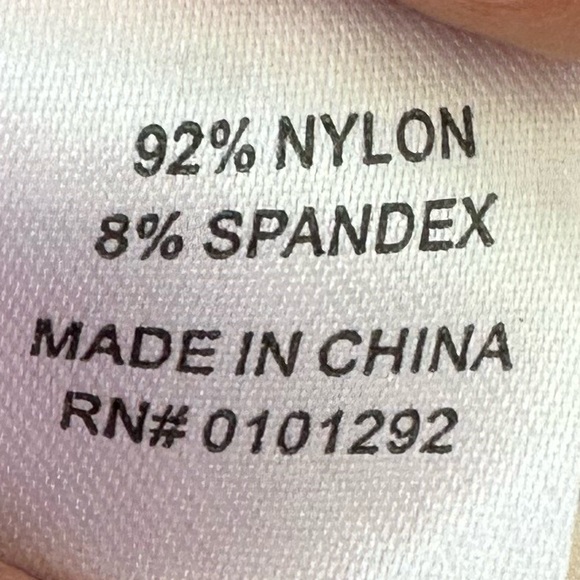 92% NYLON
8% SPANDEX
MADE IN CHINA
RN# 0101292